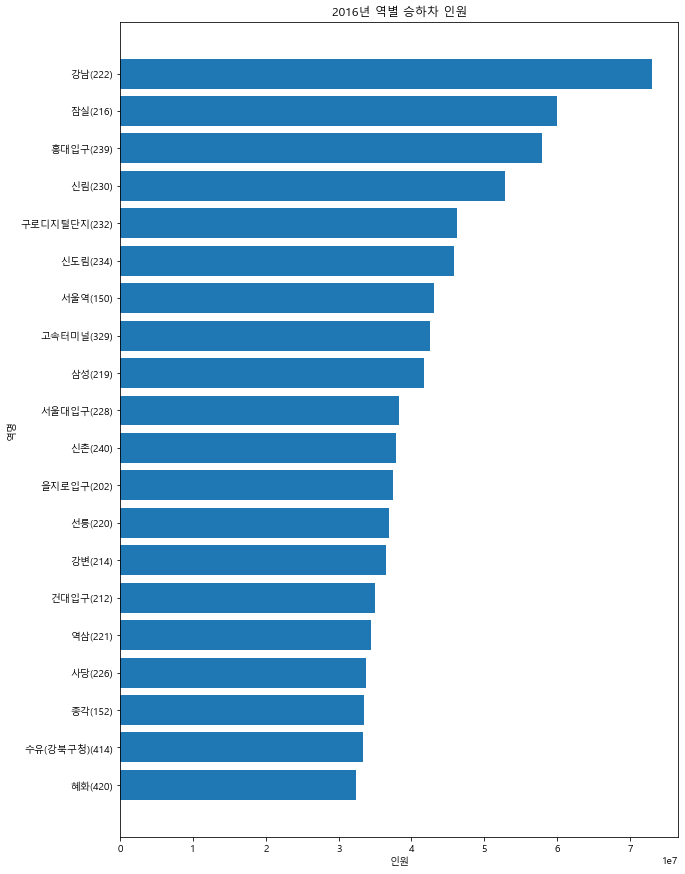 2016년 역별 승하차 인원
강남(222)
잠실(216)
홍대입구(239)
신림(230)
구로디지털단지(232)
신도림(234)
서울역(150)
고속터미널(329)
삼성(219)
서울대입구(228)
신촌(240)
을지로입구(202)
선릉(220)
강변(214)
건대입구(212)
역삼(221)
사당(226)
종각(152)
수유(강북구청)(414)
혜화(420)
역명
0 1 2 3 4 5 6 7
1e7
인원